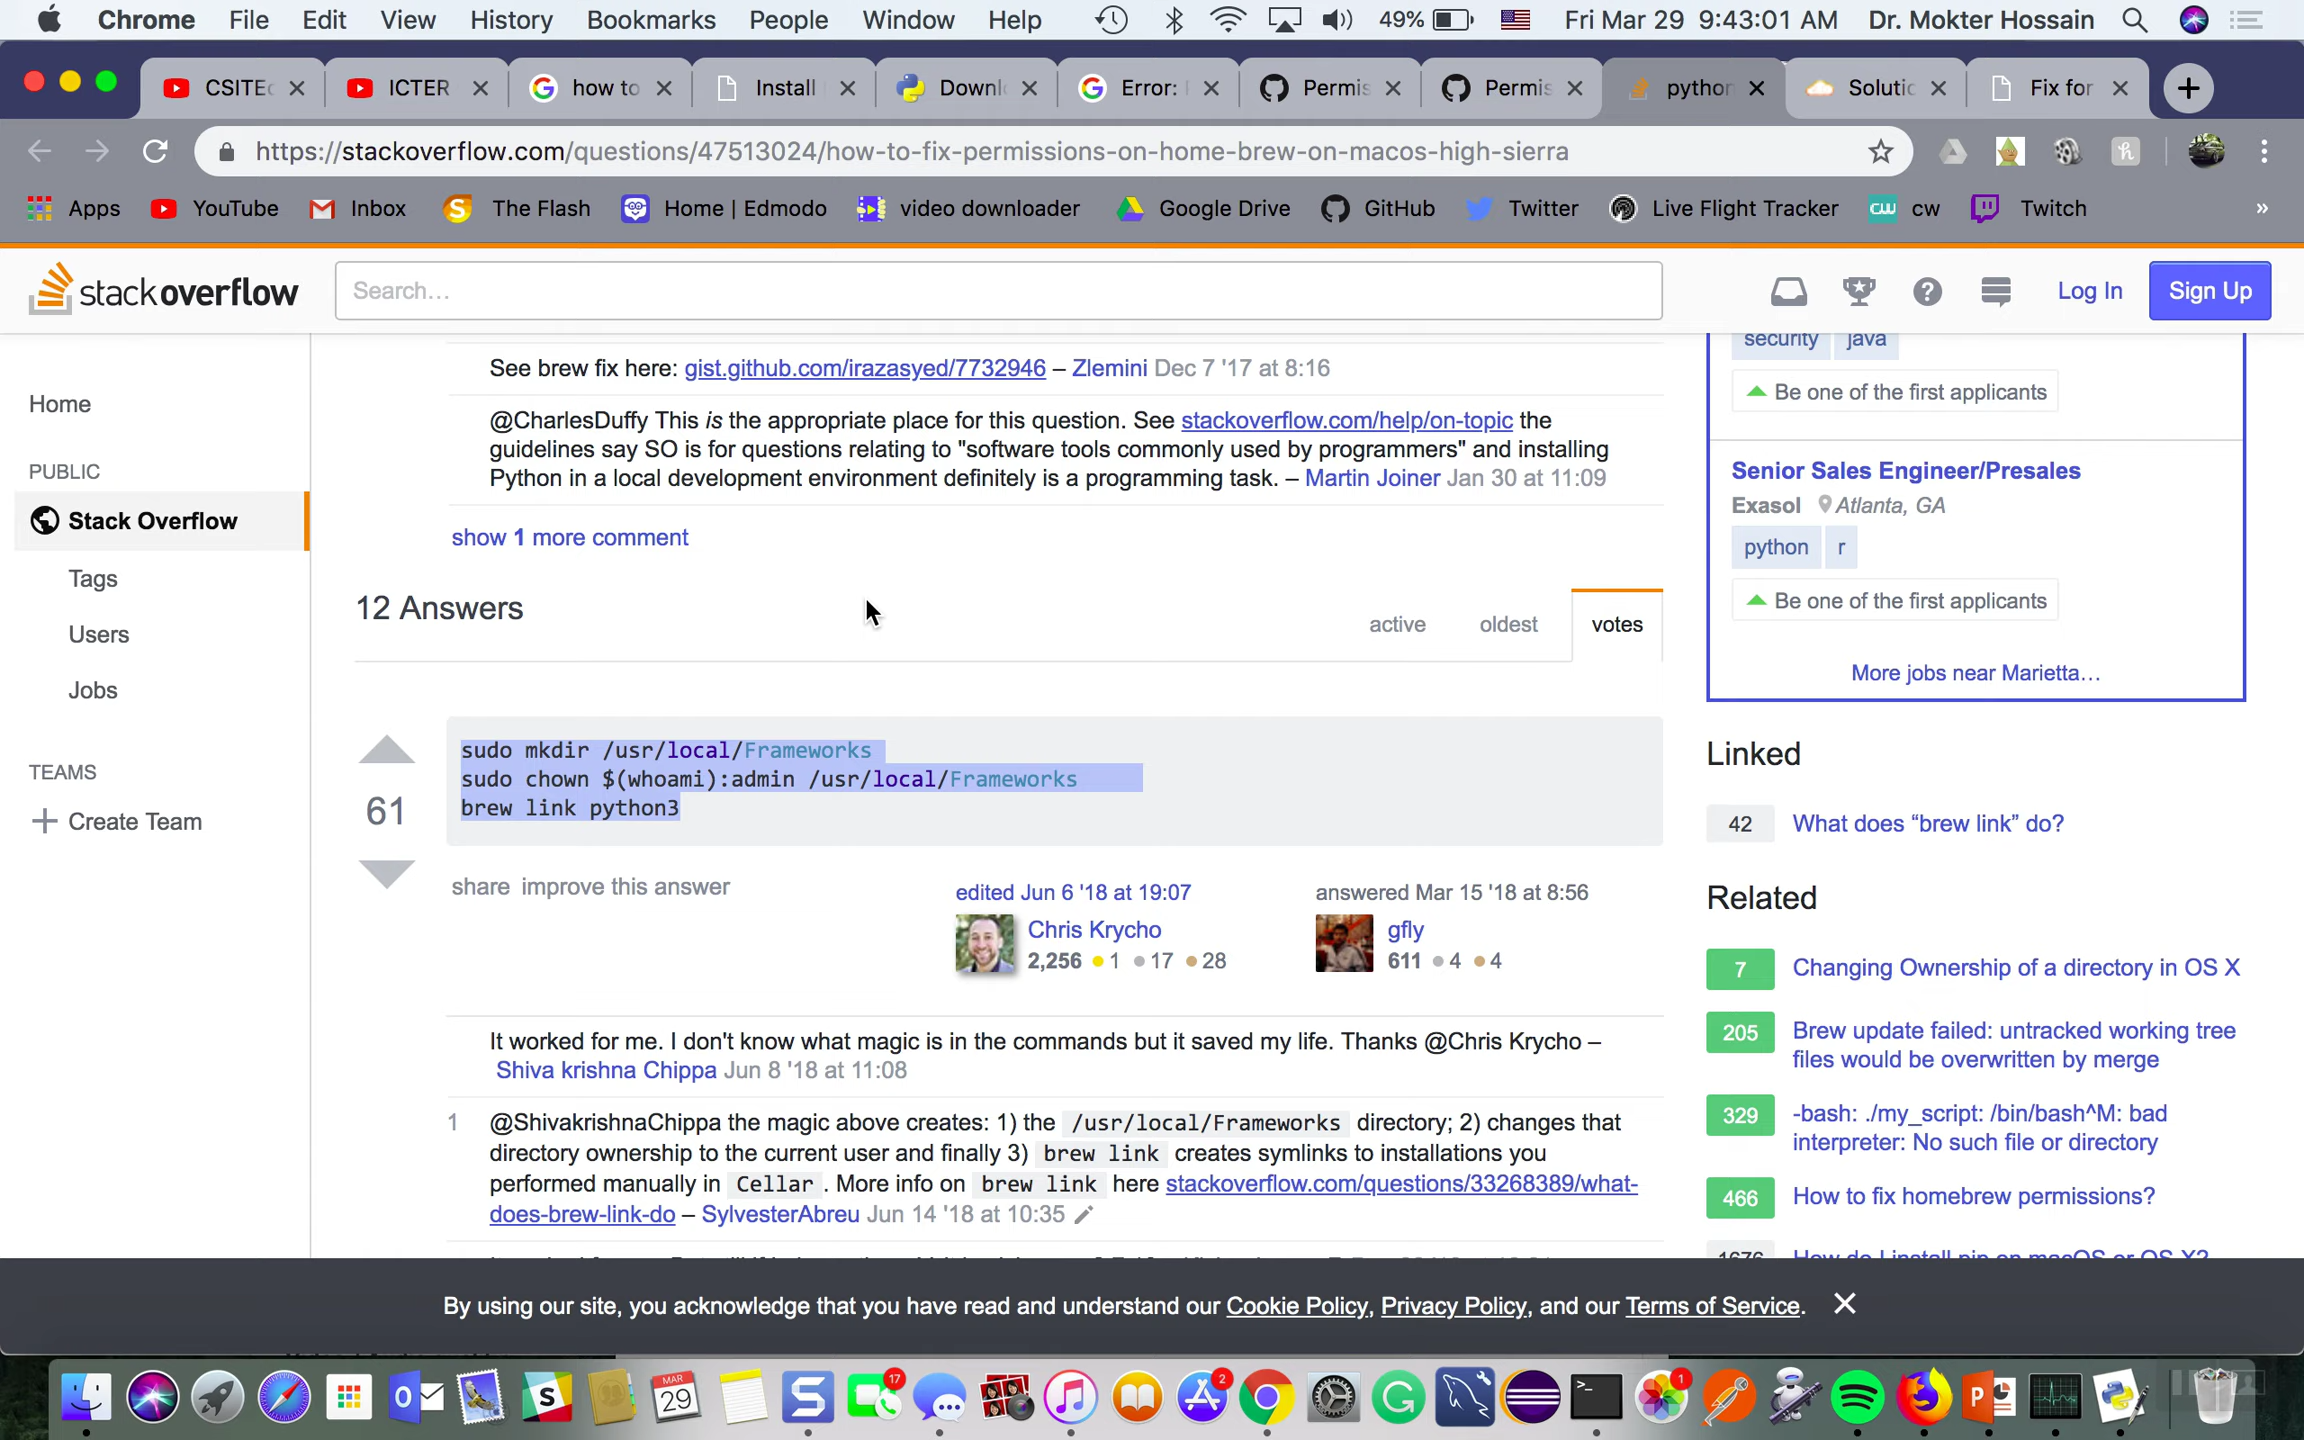 Chrome File Edit View History Bookmarks People Window Help 49% Fri Mar 29 9:43:01 AM Dr. Mokter Hossain
CSITEc ICTER how to Install Downl Error: Permis Permis python Solutio Fix for
https://stackoverflow.com/questions/47513024/how-to-fix-permissions-on-home-brew-on-macos-high-sierra
Apps YouTube Inbox The Flash Home | Edmodo video downloader Google Drive GitHub Twitter Live Flight Tracker cw Twitch »
stackoverflow Search... Log In Sign Up
Home
PUBLIC
Stack Overflow
Tags
Users
Jobs
TEAMS
Create Team
See brew fix here: gist.github.com/irazasyed/7732946 – Zlemini Dec 7 '17 at 8:16
@CharlesDuffy This is the appropriate place for this question. See stackoverflow.com/help/on-topic the
guidelines say SO is for questions relating to "software tools commonly used by programmers" and installing
Python in a local development environment definitely is a programming task. – Martin Joiner Jan 30 at 11:09
show 1 more comment
12 Answers
active oldest votes
61
sudo mkdir /usr/local/Frameworks
sudo chown $(whoami):admin /usr/local/Frameworks
brew link python3
share improve this answer
edited Jun 6 '18 at 19:07
Chris Krycho
2,256 1 17 28
answered Mar 15 '18 at 8:56
gfly
611 4 4
It worked for me. I don't know what magic is in the commands but it saved my life. Thanks @Chris Krycho –
Shiva krishna Chippa Jun 8 '18 at 11:08
1 @ShivakrishnaChippa the magic above creates: 1) the /usr/local/Frameworks directory; 2) changes that
directory ownership to the current user and finally 3) brew link creates symlinks to installations you
performed manually in Cellar . More info on brew link here stackoverflow.com/questions/33268389/what-
does-brew-link-do – SylvesterAbreu Jun 14 '18 at 10:35
security java
Be one of the first applicants
Senior Sales Engineer/Presales
Exasol Atlanta, GA
python r
Be one of the first applicants
More jobs near Marietta...
Linked
42 What does “brew link” do?
Related
7 Changing Ownership of a directory in OS X
205 Brew update failed: untracked working tree
files would be overwritten by merge
329 -bash: ./my_script: /bin/bash^M: bad
interpreter: No such file or directory
466 How to fix homebrew permissions?
1676 How do I install pip on macOS or OS X?
By using our site, you acknowledge that you have read and understand our Cookie Policy, Privacy Policy, and our Terms of Service.
MAR
29
17
2
1